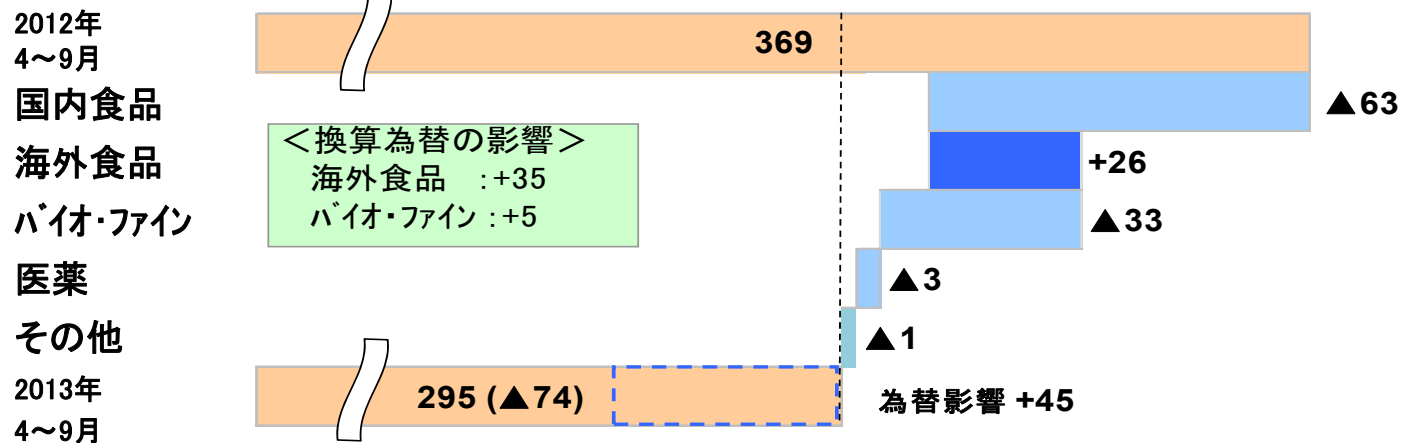 2012年
4～9月
369
国内食品
▲63
＜換算為替の影響＞
海外食品 ：+35
バイオ・ファイン：+5
海外食品
+26
バイオ・ファイン
▲33
医薬
▲3
その他
▲1
2013年
4～9月
295 (▲74)
為替影響 +45